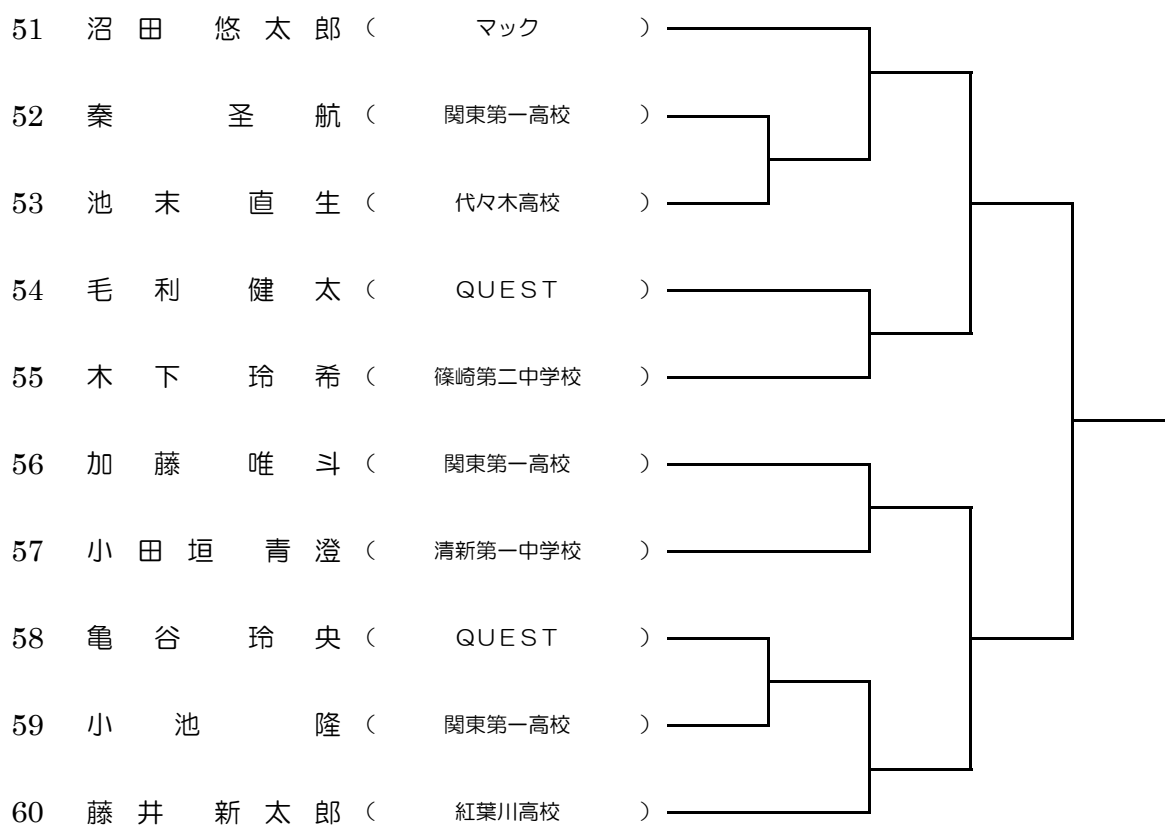 51 沼田 悠太郎 (マック)
52 秦 圣航 (関東第一高校)
53 池末 直生 (代々木高校)
54 毛利 健太 (QUEST)
55 木下 玲希 (篠崎第二中学校)
56 加藤 唯斗 (関東第一高校)
57 小田垣 青澄 (清新第一中学校)
58 亀谷 玲央 (QUEST)
59 小池 隆 (関東第一高校)
60 藤井 新太郎 (紅葉川高校)